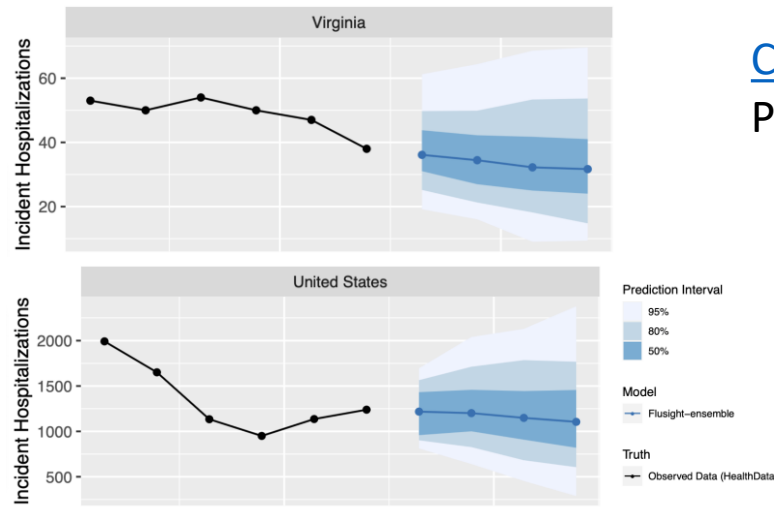 Virginia
Incident Hospitalizations
60
40
20
United States
Incident Hospitalizations
2000
1500
1000
500
Prediction Interval
95%
80%
50%
Model
Flusight-ensemble
Truth
Observed Data (HealthData
C
P